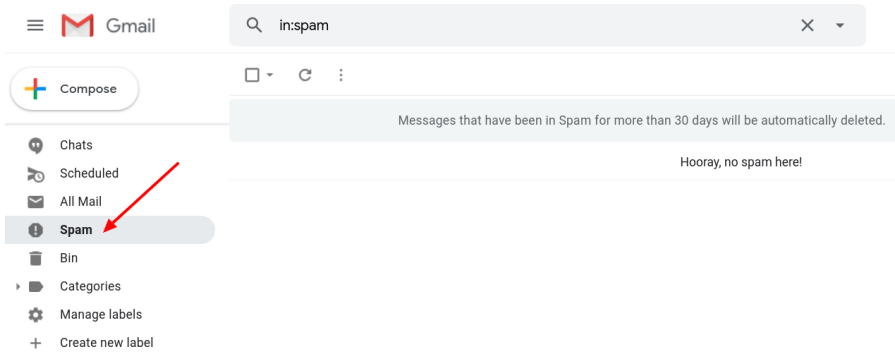 Gmail
in:spam
Compose
Messages that have been in Spam for more than 30 days will be automatically deleted.
Hooray, no spam here!
Chats
Scheduled
All Mail
Spam
Bin
Categories
Manage labels
Create new label